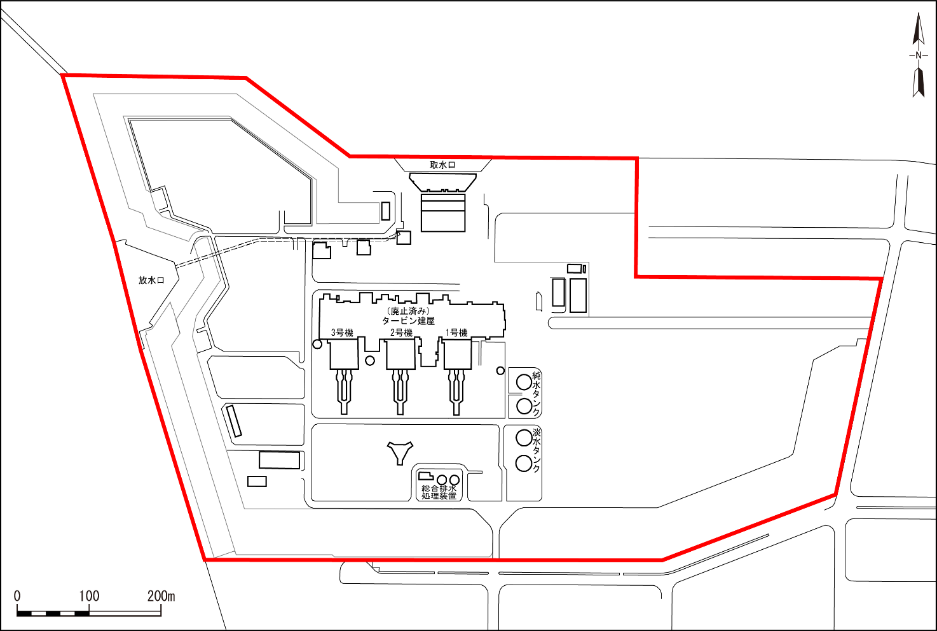 N
取水口
放水口
(廃止済み)
タービン建屋
3号機
2号機
1号機
純水タンク
淡水タンク
総合排水
処理装置
0 100 200m